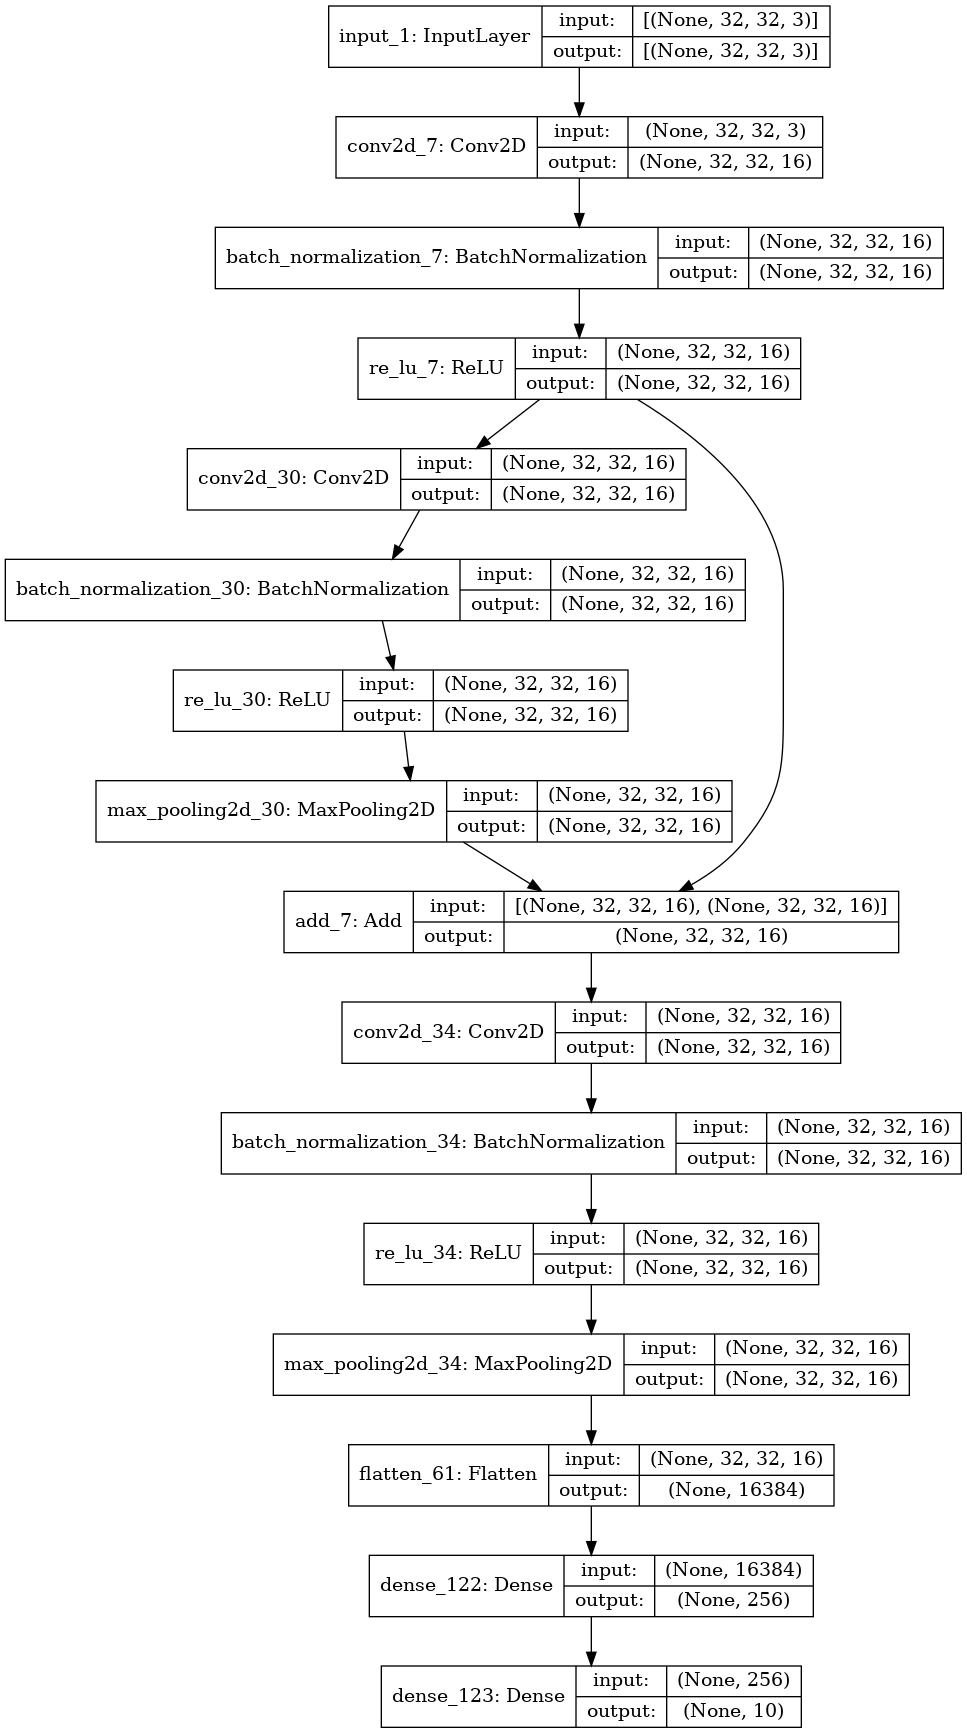 input_1: InputLayer input: [(None, 32, 32, 3)]
output: [(None, 32, 32, 3)]
conv2d_7: Conv2D input: (None, 32, 32, 3)
output: (None, 32, 32, 16)
batch_normalization_7: BatchNormalization input: (None, 32, 32, 16)
output: (None, 32, 32, 16)
re_lu_7: ReLU input: (None, 32, 32, 16)
output: (None, 32, 32, 16)
conv2d_30: Conv2D input: (None, 32, 32, 16)
output: (None, 32, 32, 16)
batch_normalization_30: BatchNormalization input: (None, 32, 32, 16)
output: (None, 32, 32, 16)
re_lu_30: ReLU input: (None, 32, 32, 16)
output: (None, 32, 32, 16)
max_pooling2d_30: MaxPooling2D input: (None, 32, 32, 16)
output: (None, 32, 32, 16)
add_7: Add input: [(None, 32, 32, 16), (None, 32, 32, 16)]
output: (None, 32, 32, 16)
conv2d_34: Conv2D input: (None, 32, 32, 16)
output: (None, 32, 32, 16)
batch_normalization_34: BatchNormalization input: (None, 32, 32, 16)
output: (None, 32, 32, 16)
re_lu_34: ReLU input: (None, 32, 32, 16)
output: (None, 32, 32, 16)
max_pooling2d_34: MaxPooling2D input: (None, 32, 32, 16)
output: (None, 32, 32, 16)
flatten_61: Flatten input: (None, 32, 32, 16)
output: (None, 16384)
dense_122: Dense input: (None, 16384)
output: (None, 256)
dense_123: Dense input: (None, 256)
output: (None, 10)